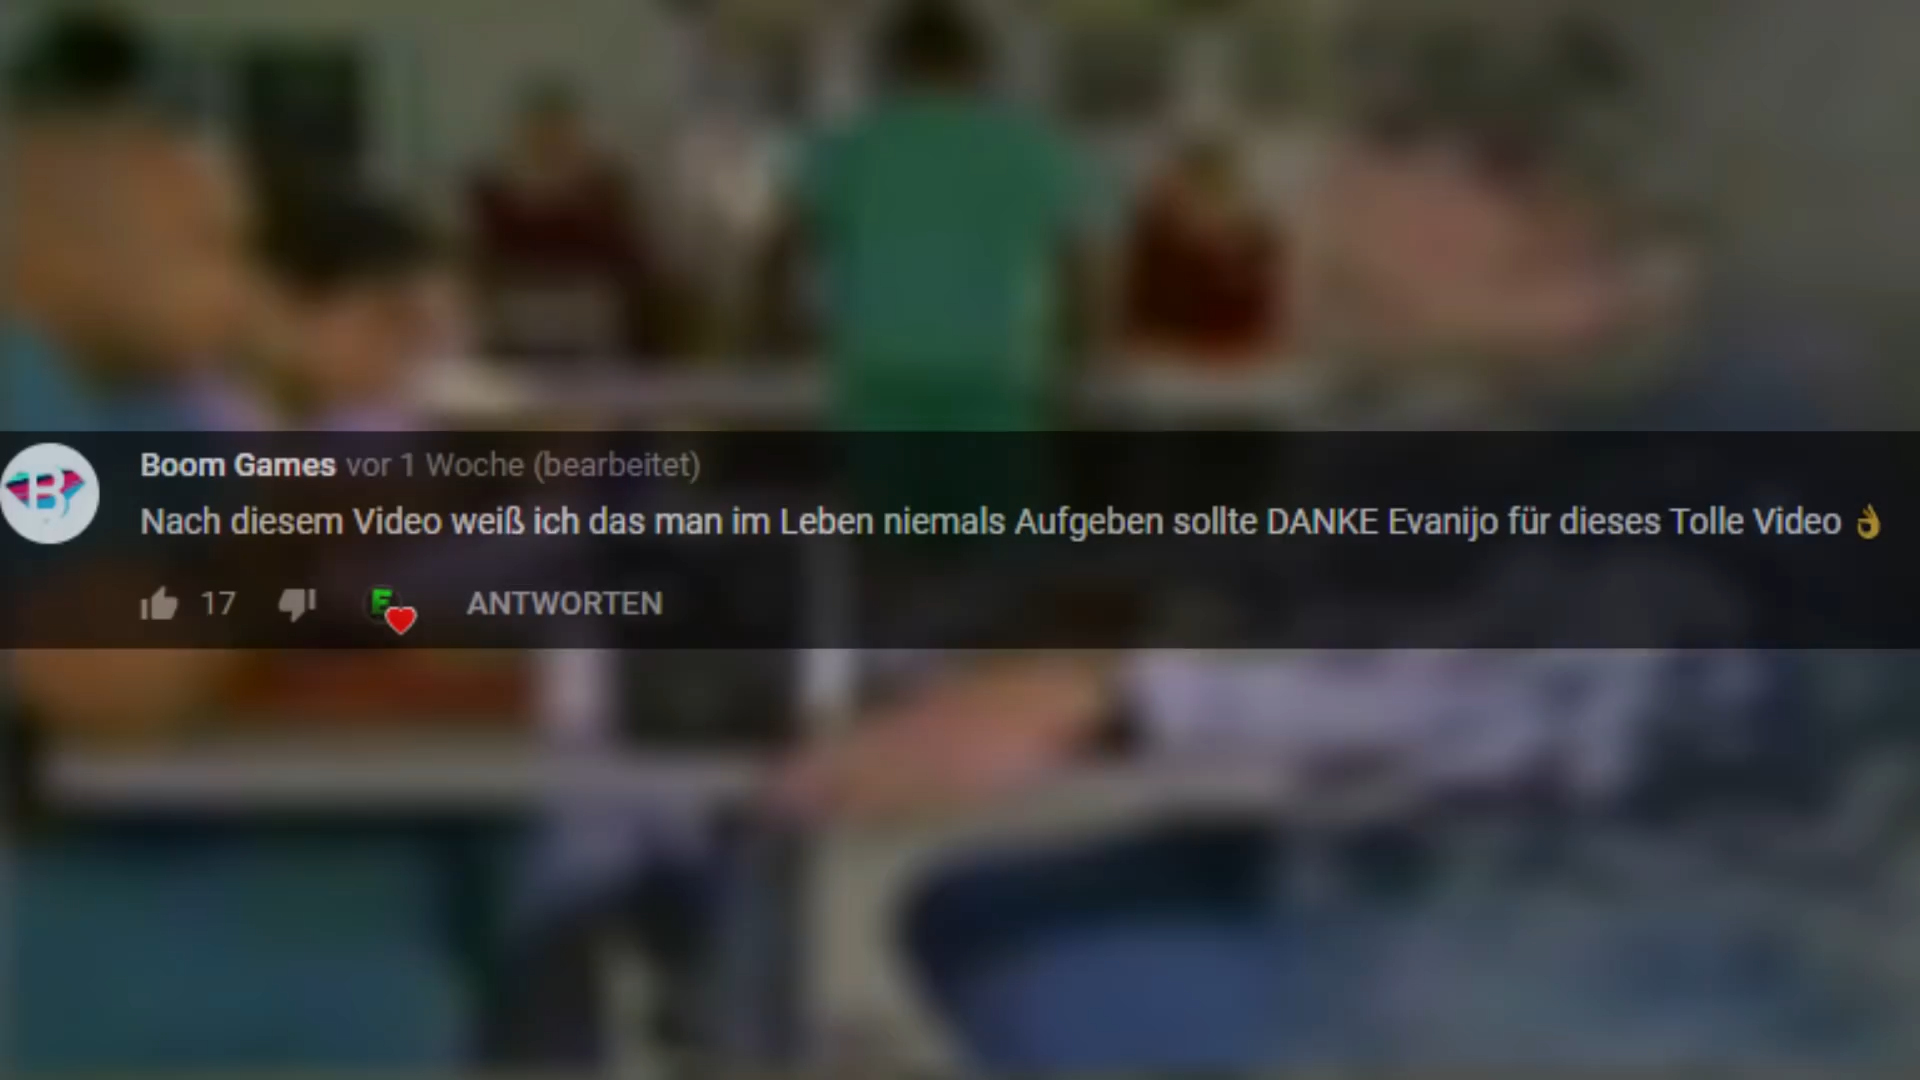 Boom Games vor 1 Woche (bearbeitet)
Nach diesem Video weiß ich das man im Leben niemals Aufgeben sollte DANKE Evanijo für dieses Tolle Video 👌
17 E ANTWORTEN
B